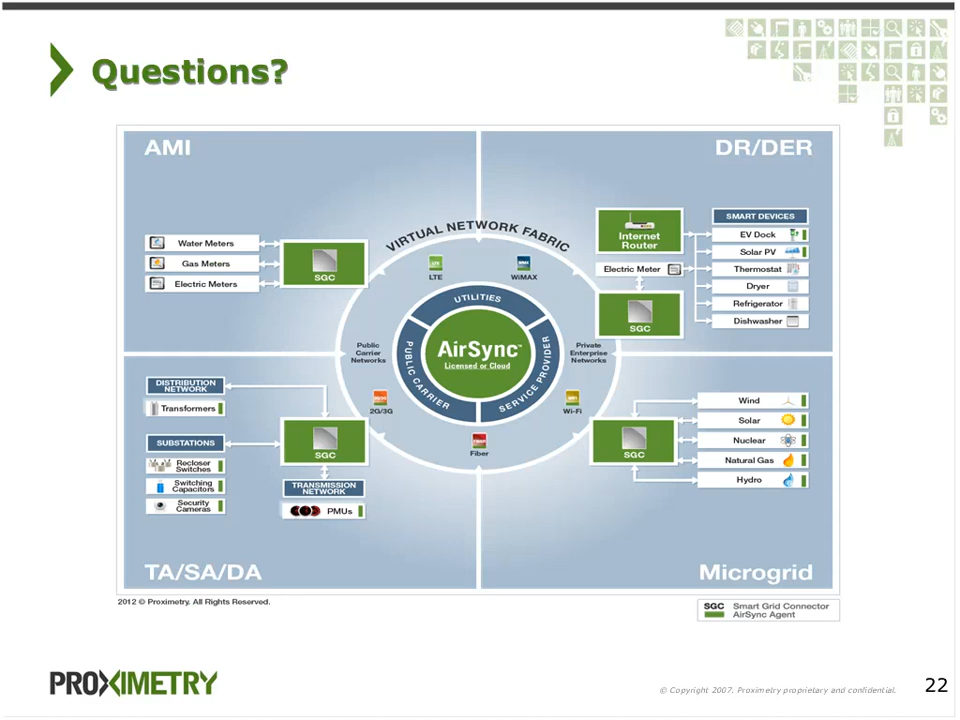 Questions?
AMI
DR/DER
VIRTUAL NETWORK FABRIC
Water Meters
Gas Meters
Electric Meters
SGC
LTE
WiMAX
Internet
Router
Electric Meter
SGC
SMART DEVICES
EV Dock
Solar PV
Thermostat
Dryer
Refrigerator
Dishwasher
UTILITIES
PUBLIC CARRIER
SERVICE PROVIDER
AirSync™
Licensed or Cloud
Public
Carrier
Networks
Private
Enterprise
Networks
2G/3G
Wi-Fi
Fiber
DISTRIBUTION
NETWORK
Transformers
SUBSTATIONS
Recloser
Switches
Switching
Capacitors
Security
Cameras
SGC
TRANSMISSION
NETWORK
PMUs
SGC
Wind
Solar
Nuclear
Natural Gas
Hydro
TA/SA/DA
Microgrid
2012 © Proximetry. All Rights Reserved.
SGC Smart Grid Connector
AirSync Agent
PROXIMETRY
© Copyright 2007, Proximetry proprietary and confidential.
22